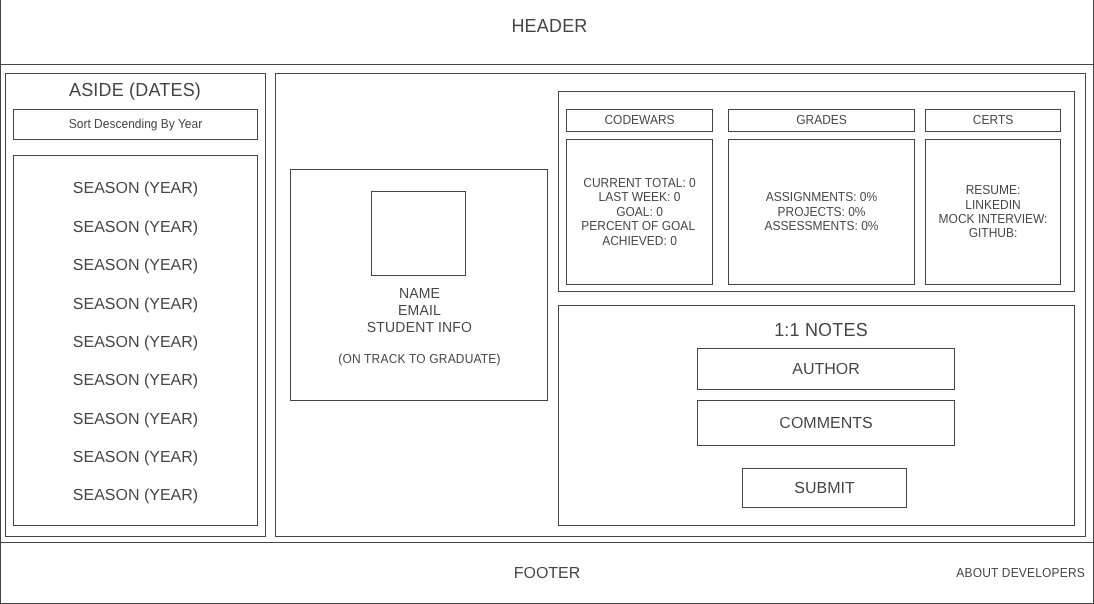 HEADER
ASIDE (DATES)
Sort Descending By Year
SEASON (YEAR)
SEASON (YEAR)
SEASON (YEAR)
SEASON (YEAR)
SEASON (YEAR)
SEASON (YEAR)
SEASON (YEAR)
SEASON (YEAR)
SEASON (YEAR)
NAME
EMAIL
STUDENT INFO
(ON TRACK TO GRADUATE)
CODEWARS
CURRENT TOTAL: 0
LAST WEEK: 0
GOAL: 0
PERCENT OF GOAL
ACHIEVED: 0
GRADES
ASSIGNMENTS: 0%
PROJECTS: 0%
ASSESSMENTS: 0%
CERTS
RESUME:
LINKEDIN
MOCK INTERVIEW:
GITHUB:
1:1 NOTES
AUTHOR
COMMENTS
SUBMIT
FOOTER
ABOUT DEVELOPERS